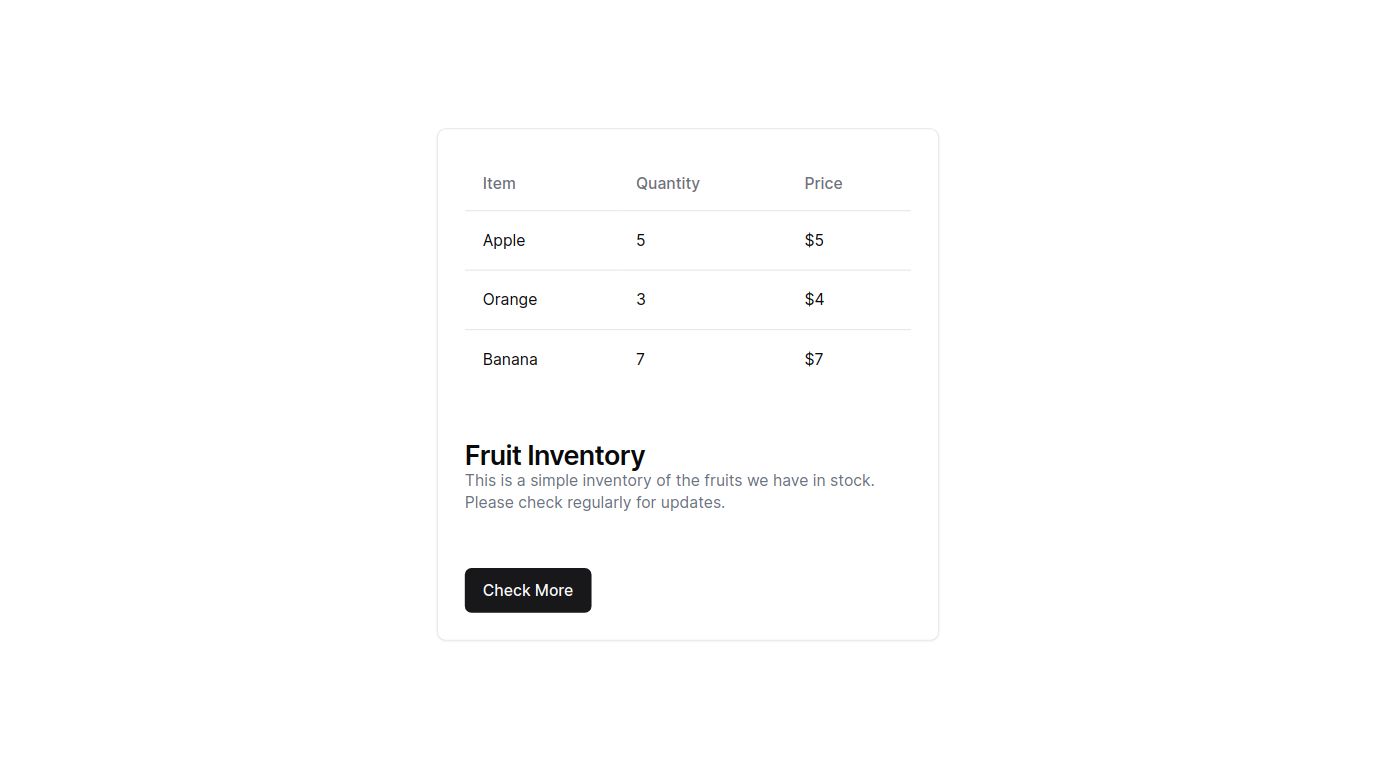 Item Quantity Price
Apple 5 $5
Orange 3 $4
Banana 7 $7
Fruit Inventory
This is a simple inventory of the fruits we have in stock.
Please check regularly for updates.
Check More